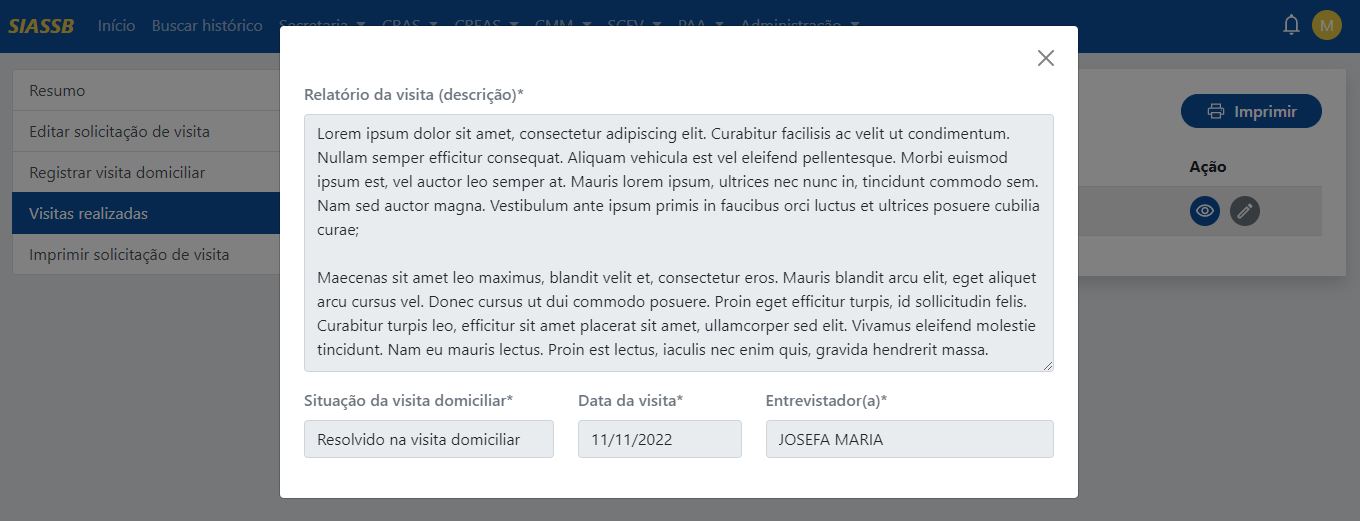 SIASSB Início Buscar histórico Secretaria CRAS CREAS CMM SCFV PAA Administração M
Resumo
Editar solicitação de visita
Registrar visita domiciliar
Visitas realizadas
Imprimir solicitação de visita
Imprimir
Ação
Relatório da visita (descrição)*
Lorem ipsum dolor sit amet, consectetur adipiscing elit. Curabitur facilisis ac velit ut condimentum.
Nullam semper efficitur consequat. Aliquam vehicula est vel eleifend pellentesque. Morbi euismod
ipsum est, vel auctor leo semper at. Mauris lorem ipsum, ultrices nec nunc in, tincidunt commodo sem.
Nam sed auctor magna. Vestibulum ante ipsum primis in faucibus orci luctus et ultrices posuere cubilia
curae;
Maecenas sit amet leo maximus, blandit velit et, consectetur eros. Mauris blandit arcu elit, eget aliquet
arcu cursus vel. Donec cursus ut dui commodo posuere. Proin eget efficitur turpis, id sollicitudin felis.
Curabitur turpis leo, efficitur sit amet placerat sit amet, ullamcorper sed elit. Vivamus eleifend molestie
tincidunt. Nam eu mauris lectus. Proin est lectus, iaculis nec enim quis, gravida hendrerit massa.
Situação da visita domiciliar* Data da visita* Entrevistador(a)*
Resolvido na visita domiciliar 11/11/2022 JOSEFA MARIA